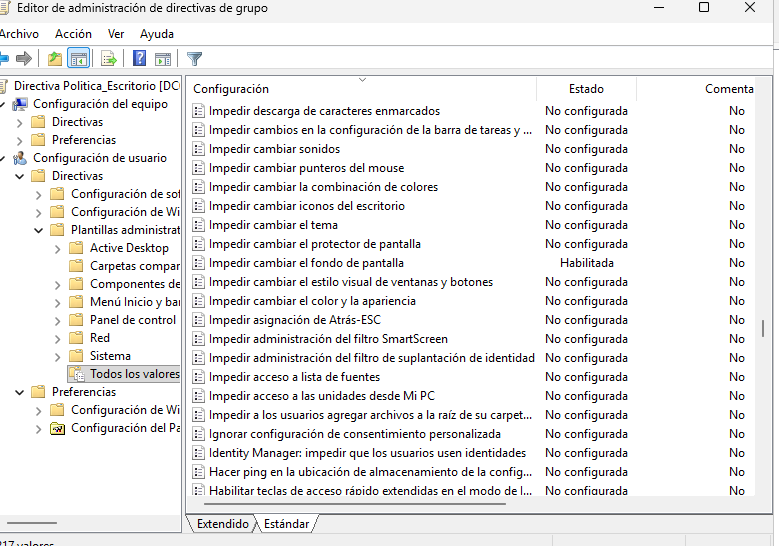 Editor de administración de directivas de grupo
Archivo Acción Ver Ayuda
Directiva Politica_Escritorio [DC
Configuración del equipo
Directivas
Preferencias
Configuración de usuario
Directivas
Configuración de sof
Configuración de Wi
Plantillas administrat
Active Desktop
Carpetas compar
Componentes de
Menú Inicio y bar
Panel de control
Red
Sistema
Todos los valores
Preferencias
Configuración de Wi
Configuración del Pa
Configuración Estado Comenta
Impedir descarga de caracteres enmarcados No configurada No
Impedir cambios en la configuración de la barra de tareas y ... No configurada No
Impedir cambiar sonidos No configurada No
Impedir cambiar punteros del mouse No configurada No
Impedir cambiar la combinación de colores No configurada No
Impedir cambiar iconos del escritorio No configurada No
Impedir cambiar el tema No configurada No
Impedir cambiar el protector de pantalla No configurada No
Impedir cambiar el fondo de pantalla Habilitada No
Impedir cambiar el estilo visual de ventanas y botones No configurada No
Impedir cambiar el color y la apariencia No configurada No
Impedir asignación de Atrás-ESC No configurada No
Impedir administración del filtro SmartScreen No configurada No
Impedir administración del filtro de suplantación de identidad No configurada No
Impedir acceso a lista de fuentes No configurada No
Impedir acceso a las unidades desde Mi PC No configurada No
Impedir a los usuarios agregar archivos a la raíz de su carpet... No configurada No
Ignorar configuración de consentimiento personalizada No configurada No
Identity Manager: impedir que los usuarios usen identidades No configurada No
Hacer ping en la ubicación de almacenamiento de la config... No configurada No
Habilitar teclas de acceso rápido extendidas en el modo de l... No configurada No
Extendido Estándar
valores